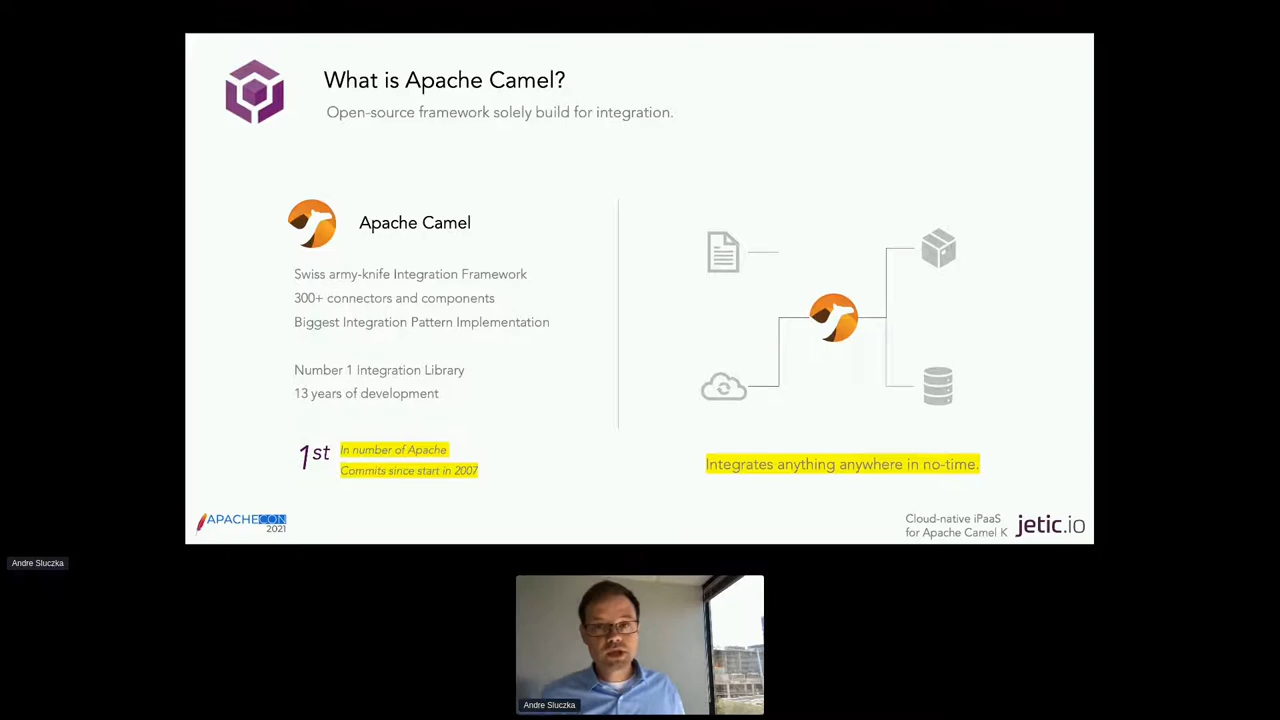 What is Apache Camel?
Open-source framework solely build for integration.
Apache Camel
Swiss army-knife Integration Framework
300+ connectors and components
Biggest Integration Pattern Implementation
Number 1 Integration Library
13 years of development
1st
In number of Apache
Commits since start in 2007
Integrates anything anywhere in no-time.
APACHECON
2021
Cloud-native iPaaS
for Apache Camel K
jetic.io
Andre Sluczka
Andre Sluczka